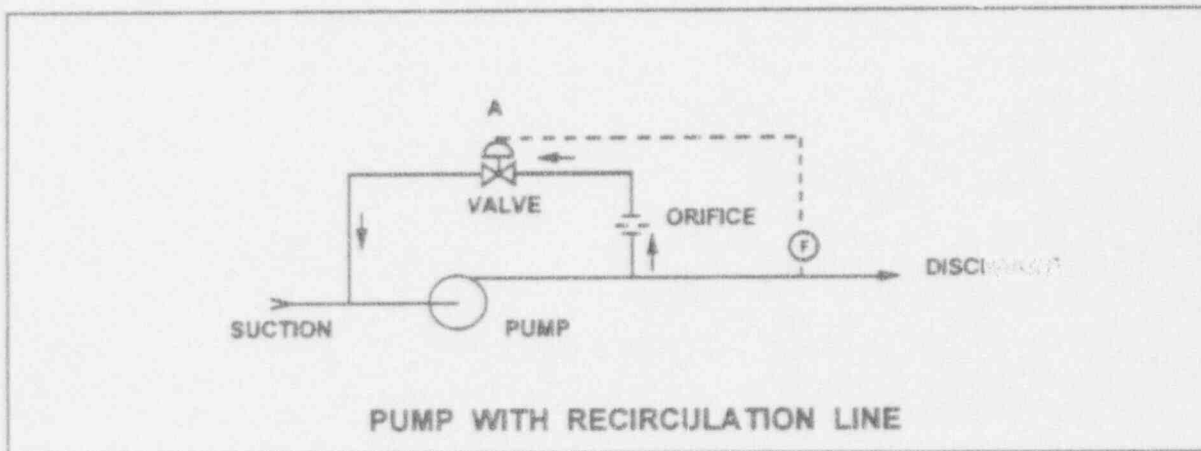 A
VALVE
ORIFICE
F
SUCTION
PUMP
PUMP WITH RECIRCULATION LINE